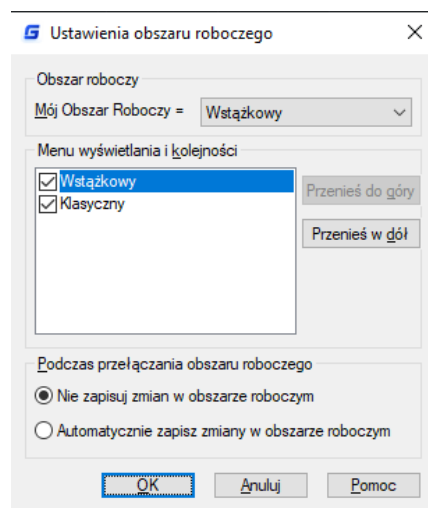 Ustawienia obszaru roboczego
Obszar roboczy
Mój Obszar Roboczy = Wstążkowy
Menu wyświetlania i kolejności
Wstążkowy
Klasyczny
Przenieś do góry
Przenieś w dół
Podczas przełączania obszaru roboczego
Nie zapisuj zmian w obszarze roboczym
Automatycznie zapisz zmiany w obszarze roboczym
OK Anuluj Pomoc